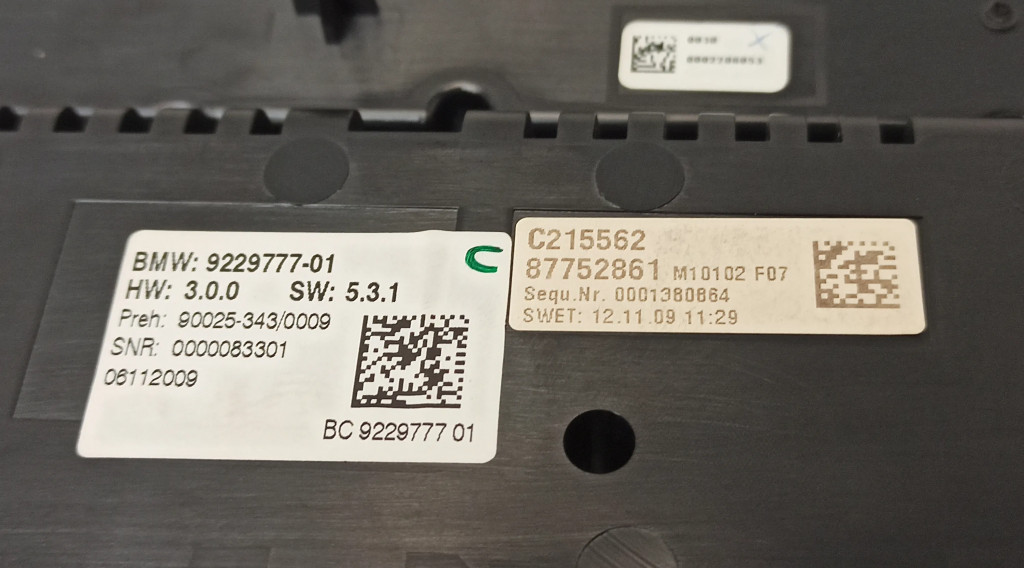 BMW: 9229777-01
HW: 3.0.0 SW: 5.3.1
Preh: 90025-343/0009
SNR: 0000083301
06112009
BC 9229777 01
C
C215562
87752861 M10102 F07
Sequ.Nr. 0001380864
SWET: 12.11.09 11:29